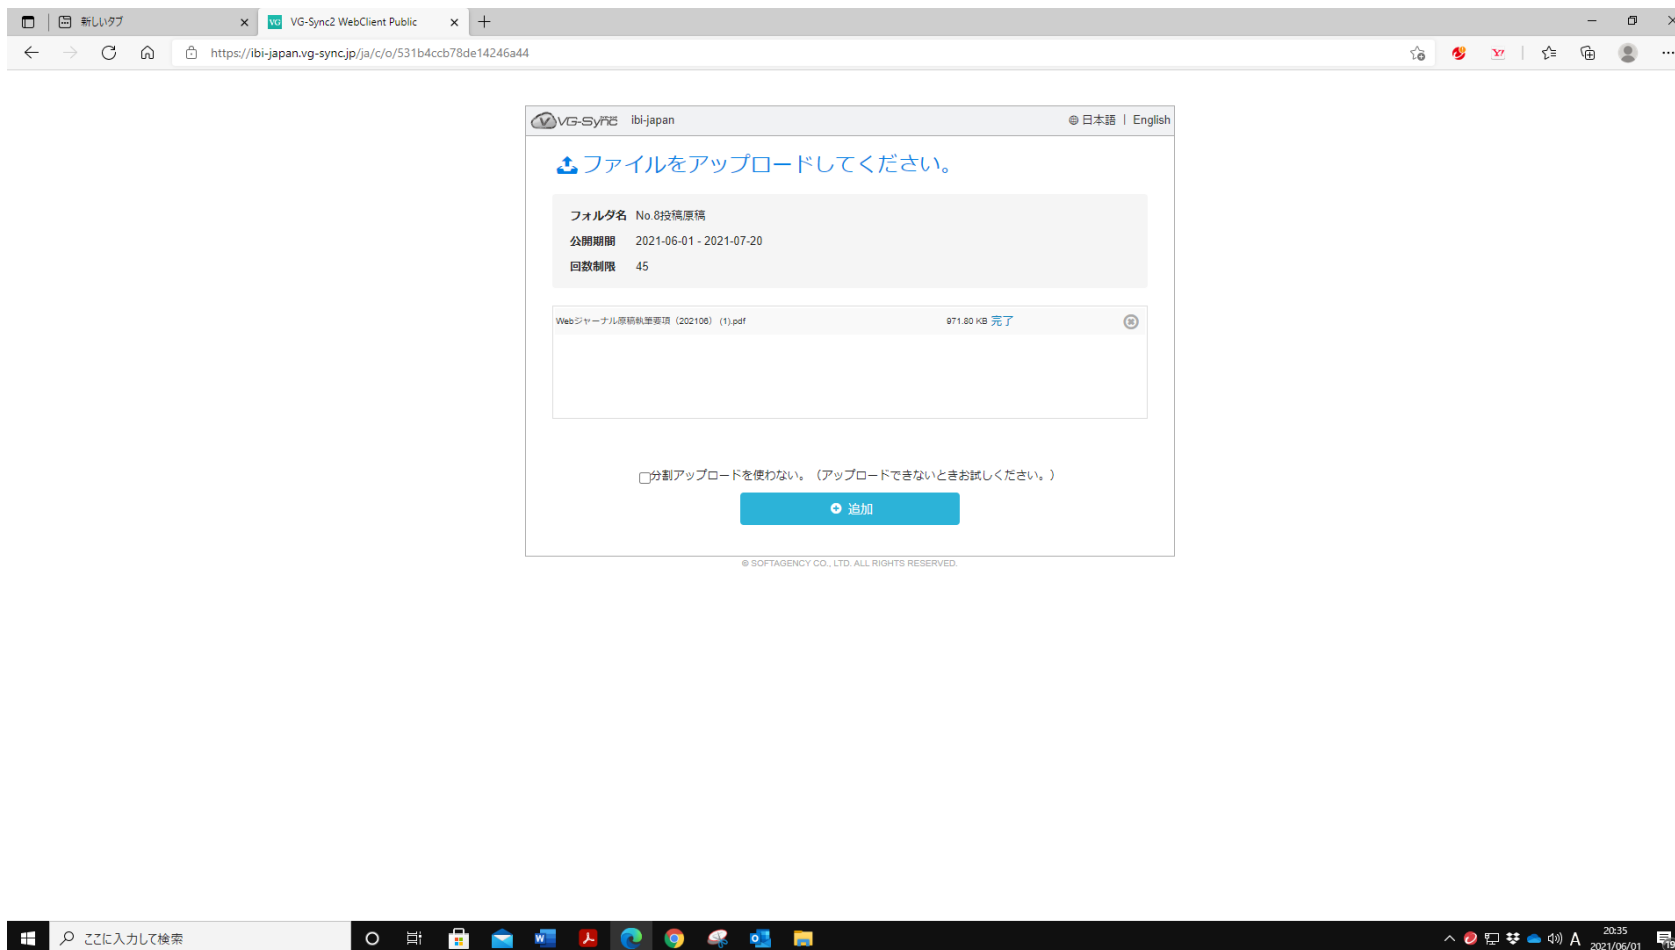 新しいタブ
VG VG-Sync2 WebClient Public
https://ibi-japan.vg-sync.jp/ja/c/o/531b4ccb78de14246a44
VG-Sync ibi-japan
日本語 | English
ファイルをアップロードしてください。
フォルダ名 No.8投稿原稿
公開期間 2021-06-01 - 2021-07-20
回数制限 45
Webジャーナル原稿執筆要項（202106） (1).pdf 971.80 KB 完了
分割アップロードを使わない。（アップロードできないときお試しください。）
追加
© SOFTAGENCY CO., LTD. ALL RIGHTS RESERVED.
ここに入力して検索
A
20:35
2021/06/01